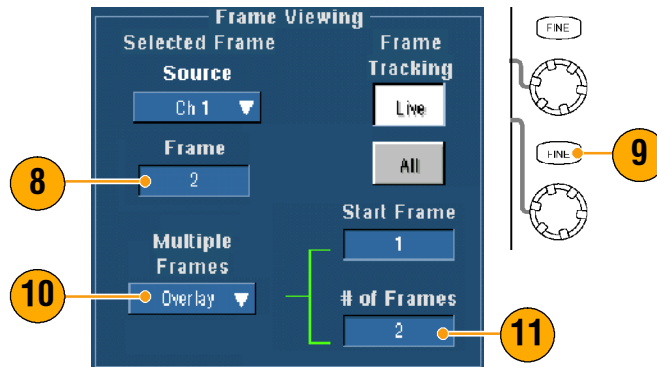 Frame Viewing
Selected Frame
Source
Ch 1
Frame
2
Multiple
Frames
Overlay
Frame
Tracking
Live
All
Start Frame
1
# of Frames
2
FINE
FINE
8
9
10
11